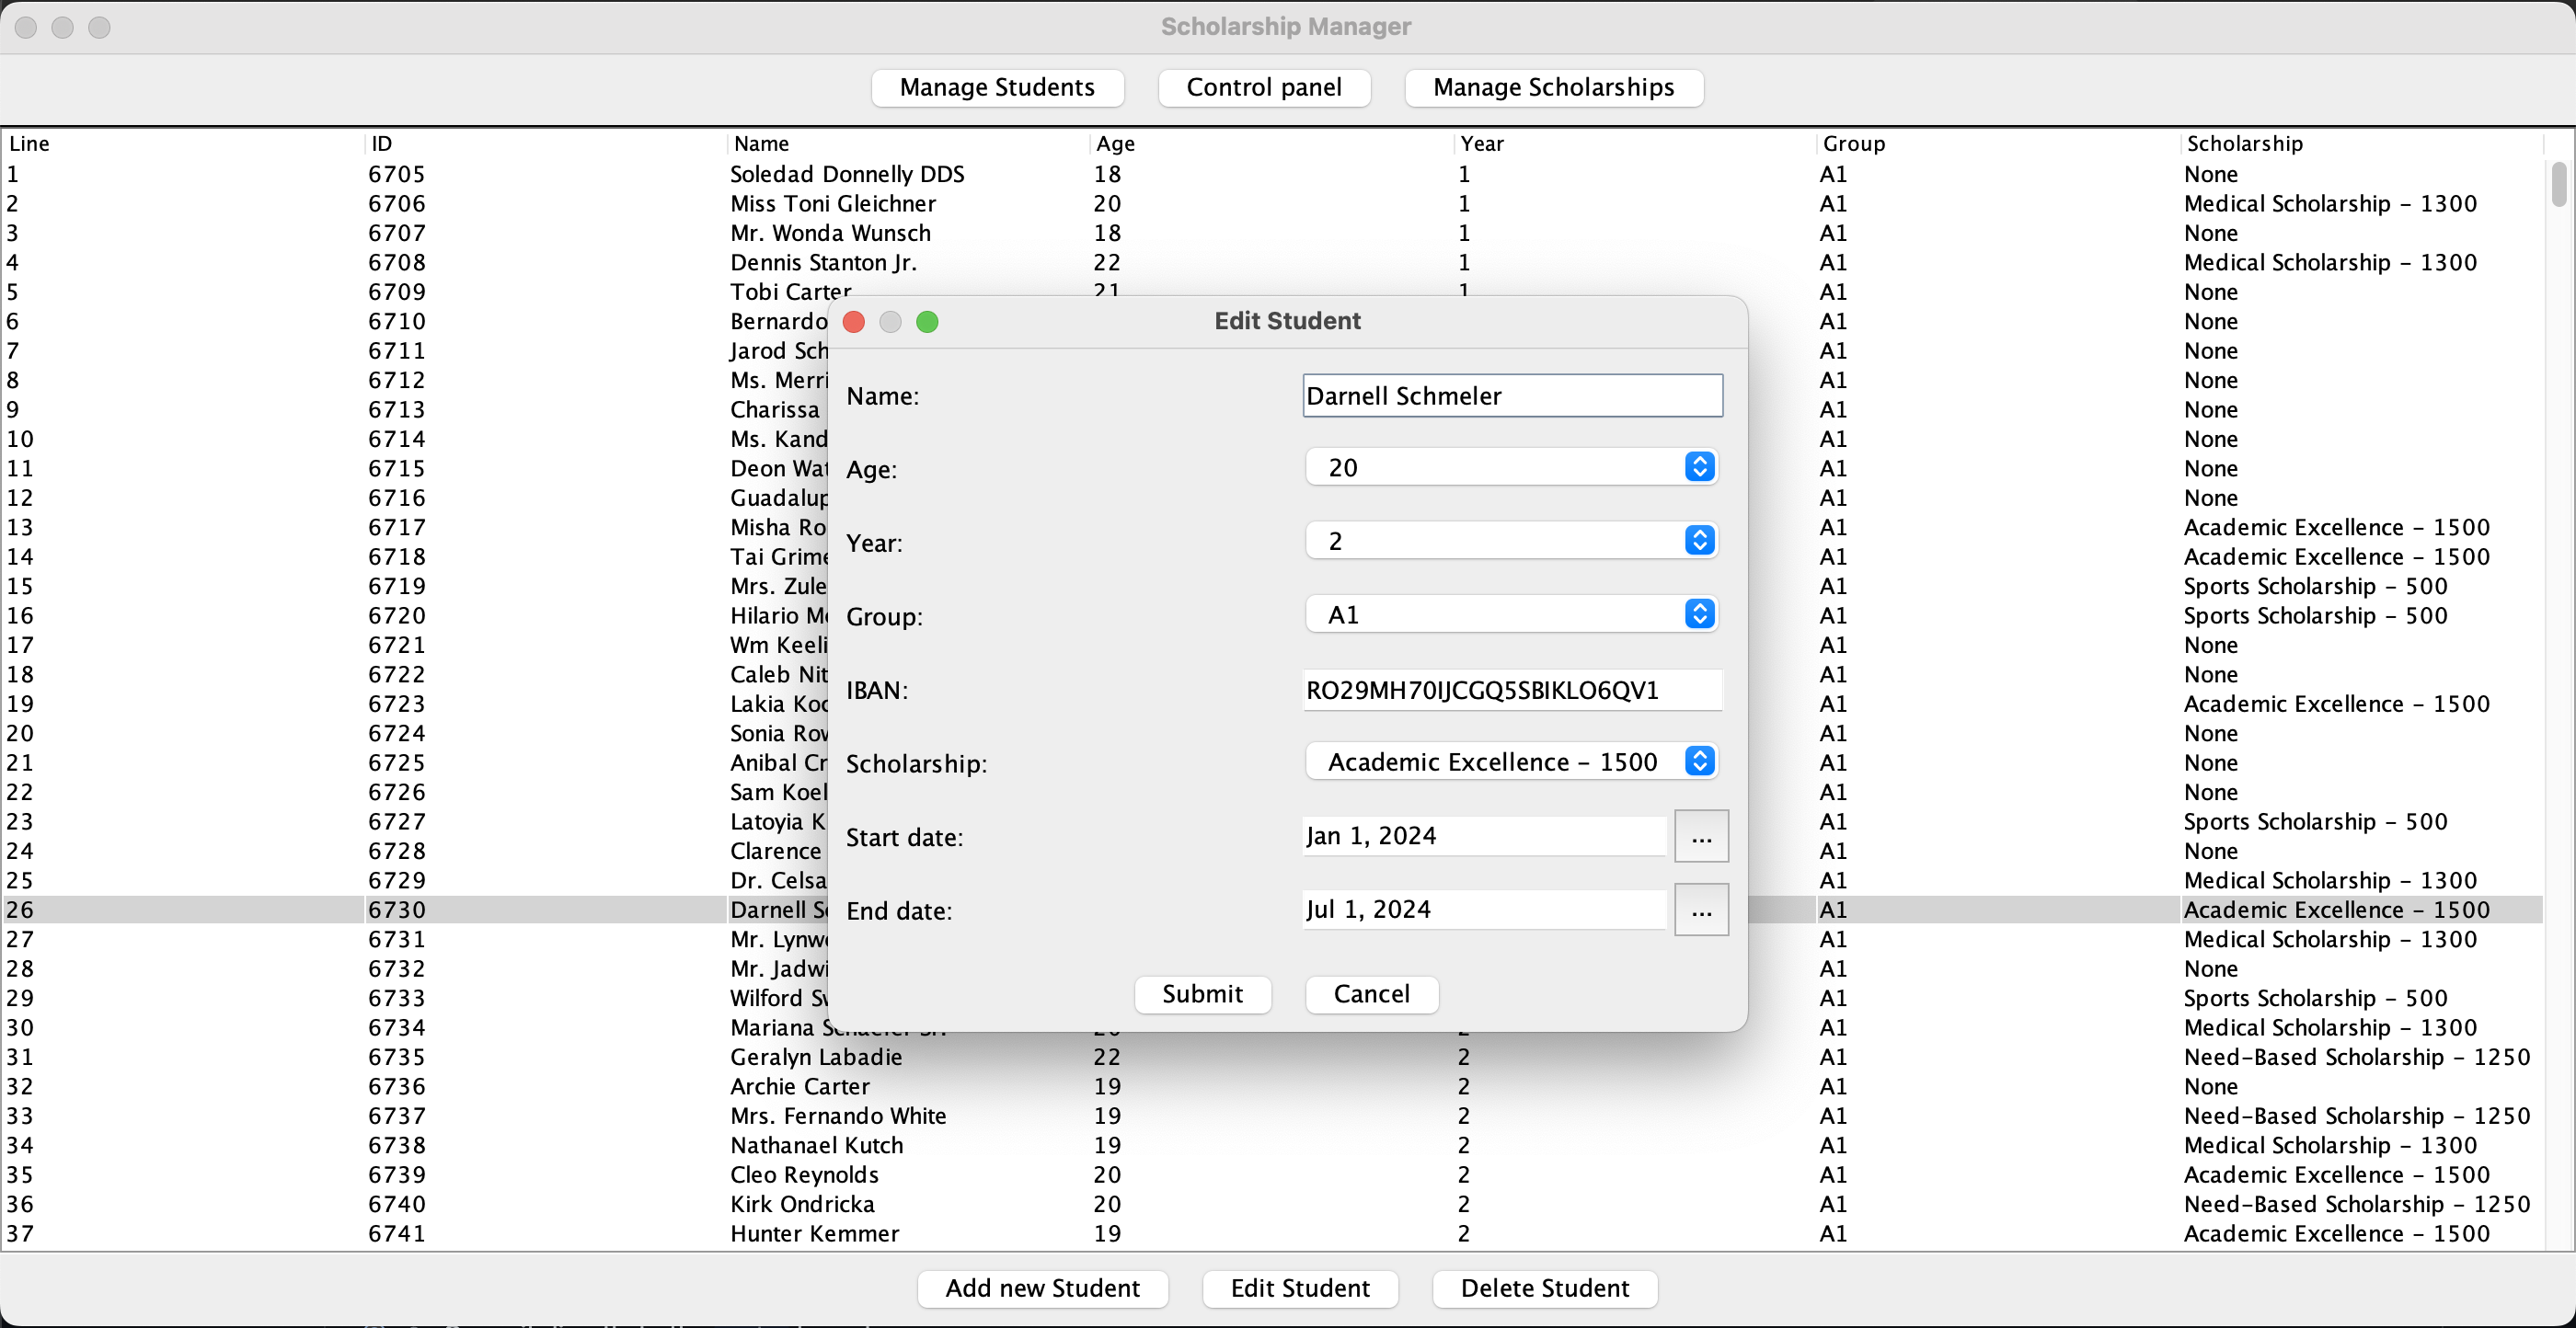 Scholarship Manager
Manage Students Control panel Manage Scholarships
Line ID Name Age Year Group Scholarship
1 6705 Soledad Donnelly DDS 18 1 A1 None
2 6706 Miss Toni Gleichner 20 1 A1 Medical Scholarship - 1300
3 6707 Mr. Wonda Wunsch 18 1 A1 None
4 6708 Dennis Stanton Jr. 22 1 A1 Medical Scholarship - 1300
5 6709 Tobi Carter 21 1 A1 None
6 6710 Bernardo A1 None
7 6711 Jarod Sch A1 None
8 6712 Ms. Merri A1 None
9 6713 Charissa A1 None
10 6714 Ms. Kand A1 None
11 6715 Deon Wat A1 None
12 6716 Guadalup A1 None
13 6717 Misha Ro A1 Academic Excellence - 1500
14 6718 Tai Grime A1 Academic Excellence - 1500
15 6719 Mrs. Zule A1 Sports Scholarship - 500
16 6720 Hilario Mo A1 Sports Scholarship - 500
17 6721 Wm Keeli A1 None
18 6722 Caleb Nit A1 None
19 6723 Lakia Koc A1 Academic Excellence - 1500
20 6724 Sonia Rov A1 None
21 6725 Anibal Cr A1 None
22 6726 Sam Koel A1 None
23 6727 Latoyia K A1 Sports Scholarship - 500
24 6728 Clarence A1 None
25 6729 Dr. Celsa A1 Medical Scholarship - 1300
26 6730 Darnell Sc A1 Academic Excellence - 1500
27 6731 Mr. Lynwo A1 Medical Scholarship - 1300
28 6732 Mr. Jadwi A1 None
29 6733 Wilford Sw A1 Sports Scholarship - 500
30 6734 Mariana Schaefer Sr. 20 2 A1 Medical Scholarship - 1300
31 6735 Geralyn Labadie 22 2 A1 Need-Based Scholarship - 1250
32 6736 Archie Carter 19 2 A1 None
33 6737 Mrs. Fernando White 19 2 A1 Need-Based Scholarship - 1250
34 6738 Nathanael Kutch 19 2 A1 Medical Scholarship - 1300
35 6739 Cleo Reynolds 20 2 A1 Academic Excellence - 1500
36 6740 Kirk Ondricka 20 2 A1 Need-Based Scholarship - 1250
37 6741 Hunter Kemmer 19 2 A1 Academic Excellence - 1500
Edit Student
Name: Darnell Schmeler
Age: 20
Year: 2
Group: A1
IBAN: RO29MH70IJCGQ5SBIKLO6QV1
Scholarship: Academic Excellence - 1500
Start date: Jan 1, 2024 ...
End date: Jul 1, 2024 ...
Submit Cancel
Add new Student Edit Student Delete Student